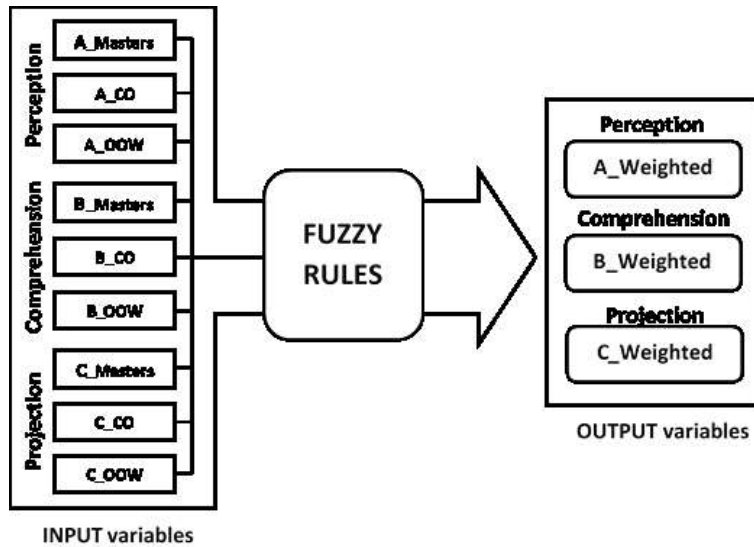 Perception
A_Masters
A_CO
A_OOW
Comprehension
B_Masters
B_CO
B_OOW
Projection
C_Masters
C_CO
C_OOW
INPUT variables
FUZZY
RULES
Perception
A_Weighted
Comprehension
B_Weighted
Projection
C_Weighted
OUTPUT variables